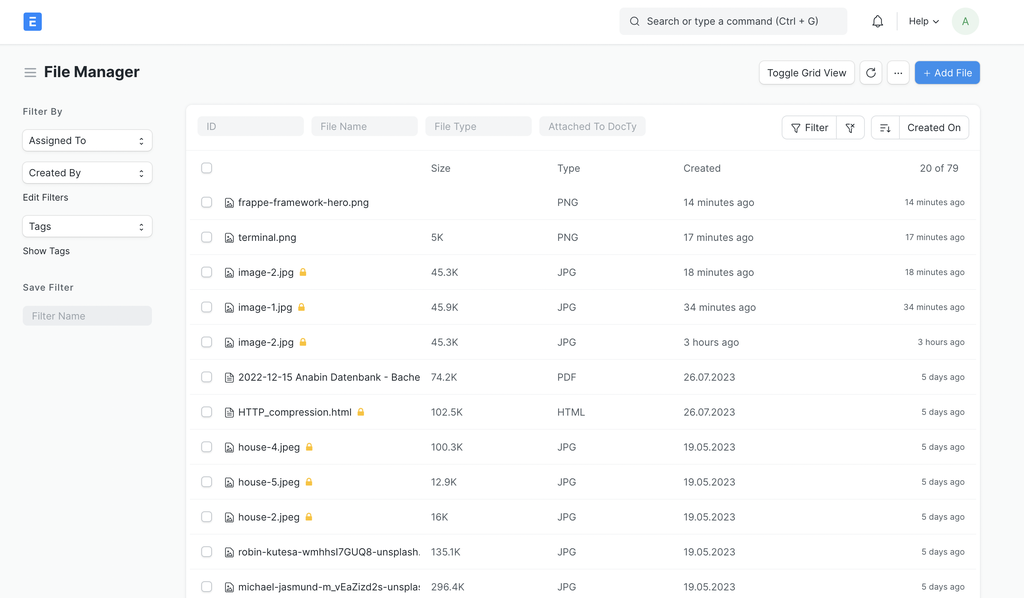 E
Search or type a command (Ctrl + G)
Help
A
File Manager
Toggle Grid View
...
+ Add File
Filter By
Assigned To
Created By
Edit Filters
Tags
Show Tags
Save Filter
Filter Name
ID
File Name
File Type
Attached To DocTy
Filter
Created On
Size Type Created 20 of 79
frappe-framework-hero.png PNG 14 minutes ago 14 minutes ago
terminal.png 5K PNG 17 minutes ago 17 minutes ago
image-2.jpg 45.3K JPG 18 minutes ago 18 minutes ago
image-1.jpg 45.9K JPG 34 minutes ago 34 minutes ago
image-2.jpg 45.3K JPG 3 hours ago 3 hours ago
2022-12-15 Anabin Datenbank - Bache 74.2K PDF 26.07.2023 5 days ago
HTTP_compression.html 102.5K HTML 26.07.2023 5 days ago
house-4.jpeg 100.3K JPG 19.05.2023 5 days ago
house-5.jpeg 12.9K JPG 19.05.2023 5 days ago
house-2.jpeg 16K JPG 19.05.2023 5 days ago
robin-kutesa-wmhhsI7GUQ8-unsplash. 135.1K JPG 19.05.2023 5 days ago
michael-jasmund-m_vEaZizd2s-unspla 296.4K JPG 19.05.2023 5 days ago